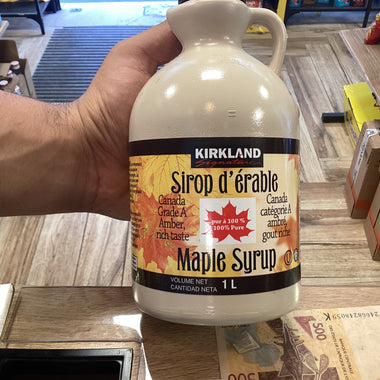 KIRKLAND
Signature
Sirop d'érable
Canada
Grade A
Amber,
rich taste
pur à 100 %
100% Pure
Canada
catégorie A
ambré,
goût riche
Maple Syrup
VOLUME NET
CANTIDAD NETA
1 L
500
500